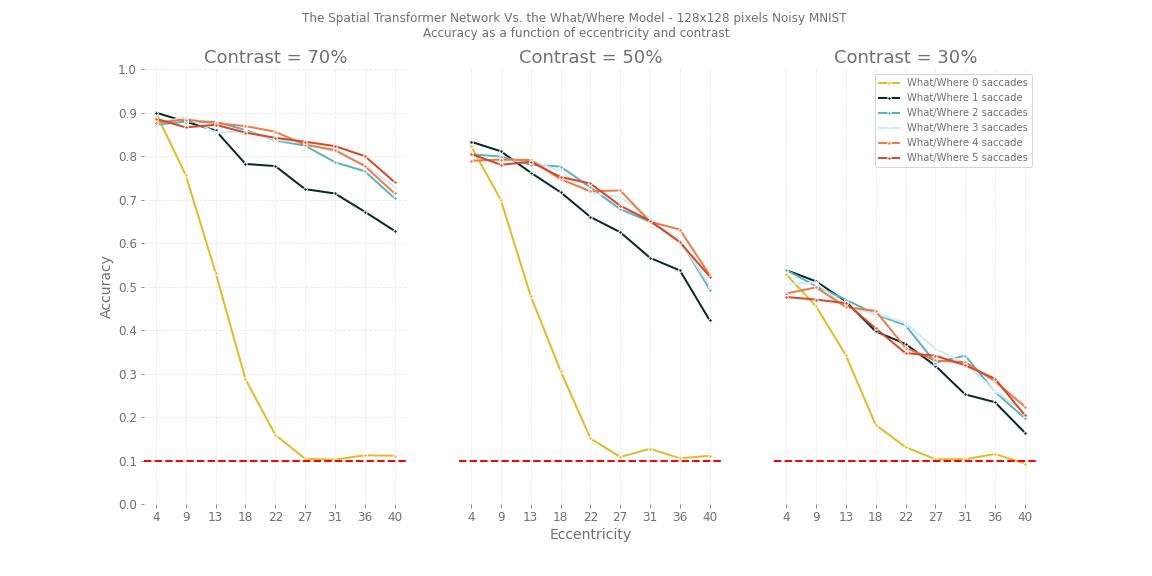 The Spatial Transformer Network Vs. the What/Where Model - 128x128 pixels Noisy MNIST
Accuracy as a function of eccentricity and contrast
Contrast = 70%
Contrast = 50%
Contrast = 30%
What/Where 0 saccades
What/Where 1 saccade
What/Where 2 saccades
What/Where 3 saccades
What/Where 4 saccade
What/Where 5 saccades
Accuracy
1.0
0.9
0.8
0.7
0.6
0.5
0.4
0.3
0.2
0.1
0.0
4 9 13 18 22 27 31 36 40
4 9 13 18 22 27 31 36 40
4 9 13 18 22 27 31 36 40
Eccentricity